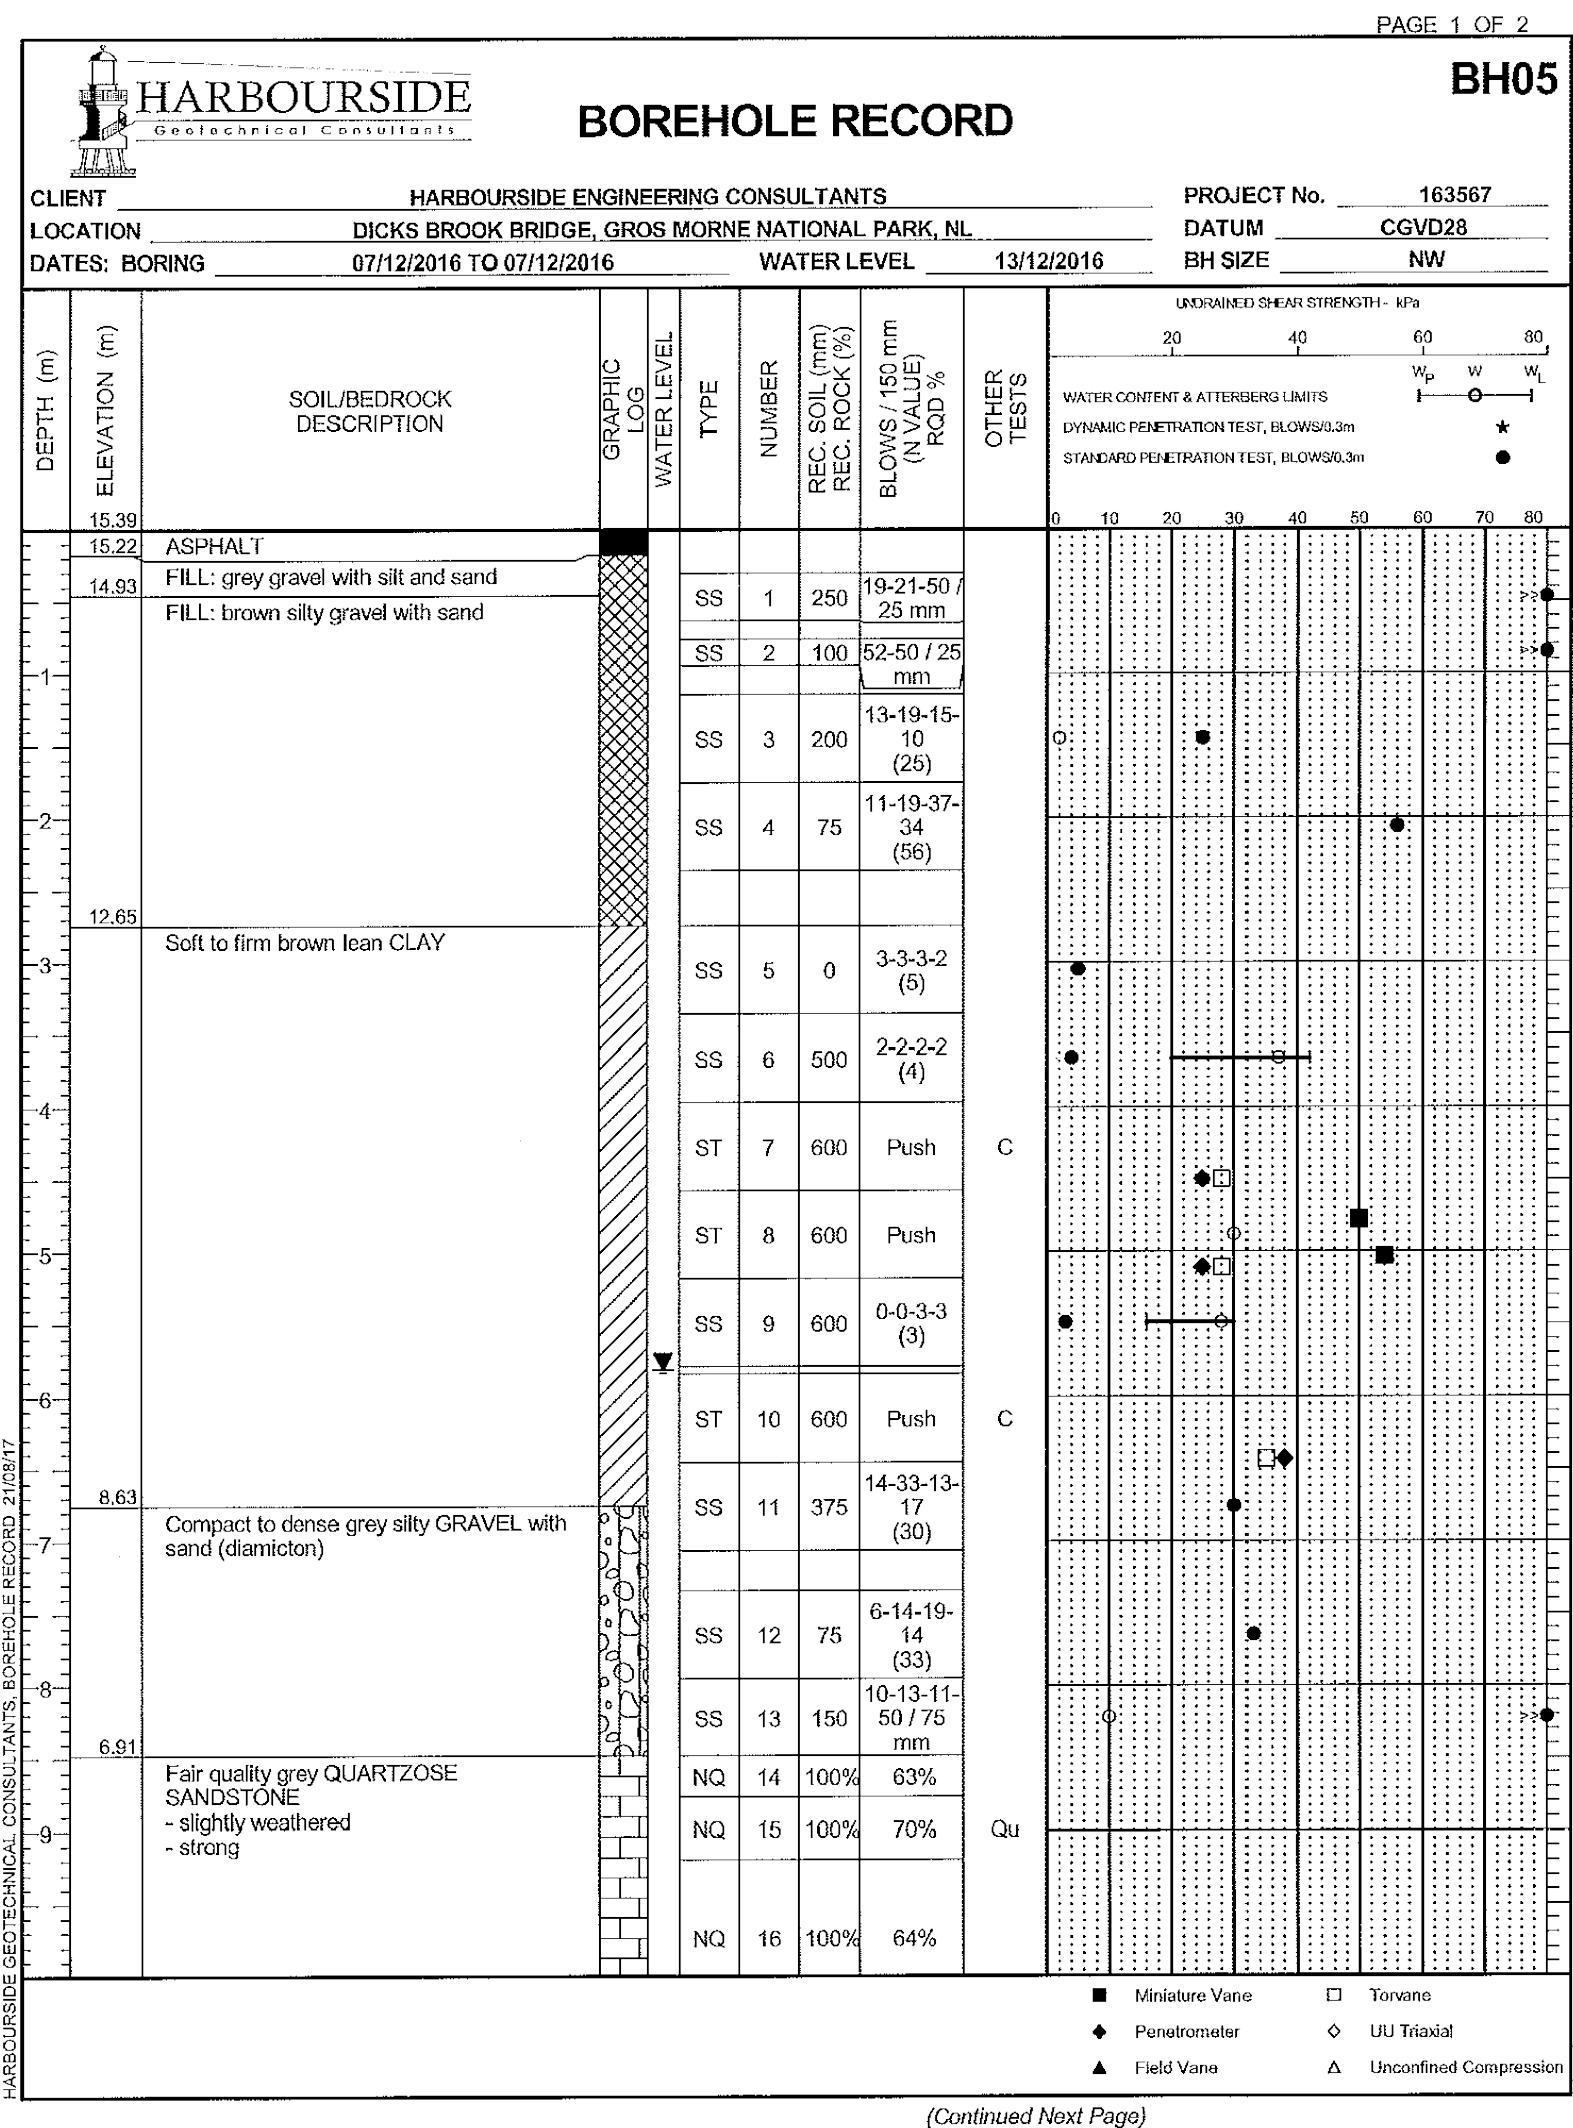 PAGE 1 OF 2
BH05
HARBOURSIDE
Geotechnical Consultants
BOREHOLE RECORD
CLIENT HARBOURSIDE ENGINEERING CONSULTANTS PROJECT No. 163567
LOCATION DICKS BROOK BRIDGE, GROS MORNE NATIONAL PARK, NL DATUM CGVD28
DATES: BORING 07/12/2016 TO 07/12/2016 WATER LEVEL 13/12/2016 BH SIZE NW
DEPTH (m)
ELEVATION (m)
SOIL/BEDROCK
DESCRIPTION
GRAPHIC
LOG
WATER LEVEL
TYPE
NUMBER
REC. SOIL (mm)
REC. ROCK (%)
BLOWS / 150 mm
(N VALUE)
RQD %
OTHER
TESTS
UNDRAINED SHEAR STRENGTH - kPa
20 40 60 80
WP W WL
WATER CONTENT & ATTERBERG LIMITS
DYNAMIC PENETRATION TEST, BLOWS/0.3m ★
STANDARD PENETRATION TEST, BLOWS/0.3m ●
0 10 20 30 40 50 60 70 80
15.39
15.22 ASPHALT
FILL: grey gravel with silt and sand
14.93
FILL: brown silty gravel with sand
SS 1 250 19-21-50 /
25 mm
>>
SS 2 100 52-50 / 25
mm
>>
1
SS 3 200 13-19-15-
10
(25)
SS 4 75 11-19-37-
34
(56)
2
12.65
Soft to firm brown lean CLAY
3
SS 5 0 3-3-3-2
(5)
SS 6 500 2-2-2-2
(4)
4
ST 7 600 Push C
ST 8 600 Push
5
SS 9 600 0-0-3-3
(3)
6
ST 10 600 Push C
8.63
SS 11 375 14-33-13-
17
(30)
Compact to dense grey silty GRAVEL with
sand (diamicton)
7
SS 12 75 6-14-19-
14
(33)
8
SS 13 150 10-13-11-
50 / 75
mm
>>
6.91
Fair quality grey QUARTZOSE
SANDSTONE
- slightly weathered
- strong
NQ 14 100% 63%
9
NQ 15 100% 70% Qu
NQ 16 100% 64%
■ Miniature Vane □ Torvane
◆ Penetrometer ◇ UU Triaxial
▲ Field Vane △ Unconfined Compression
HARBOURSIDE GEOTECHNICAL CONSULTANTS, BOREHOLE RECORD 21/08/17
(Continued Next Page)